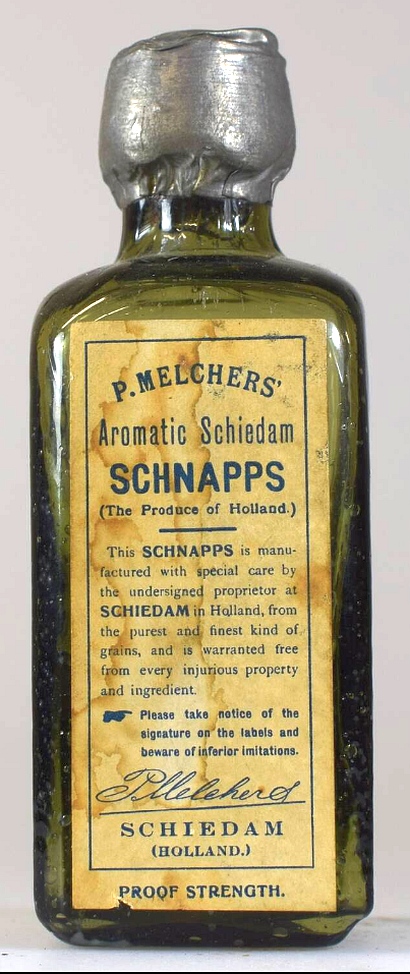 P. MELCHERS'
Aromatic Schiedam
SCHNAPPS
(The Produce of Holland.)
This SCHNAPPS is manu-
factured with special care by
the undersigned proprietor at
SCHIEDAM in Holland, from
the purest and finest kind of
grains, and is warranted free
from every injurious property
and ingredient.
Please take notice of the
signature on the labels and
beware of inferior imitations.
P. Melchers
SCHIEDAM
(HOLLAND.)
PROOF STRENGTH.